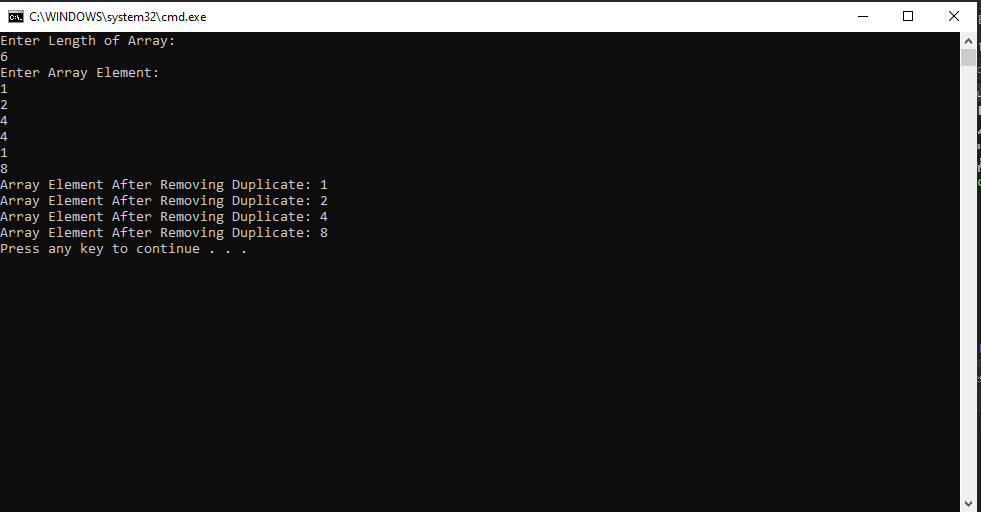 C:\WINDOWS\system32\cmd.exe
Enter Length of Array:
6
Enter Array Element:
1
2
4
4
1
8
Array Element After Removing Duplicate: 1
Array Element After Removing Duplicate: 2
Array Element After Removing Duplicate: 4
Array Element After Removing Duplicate: 8
Press any key to continue . . .